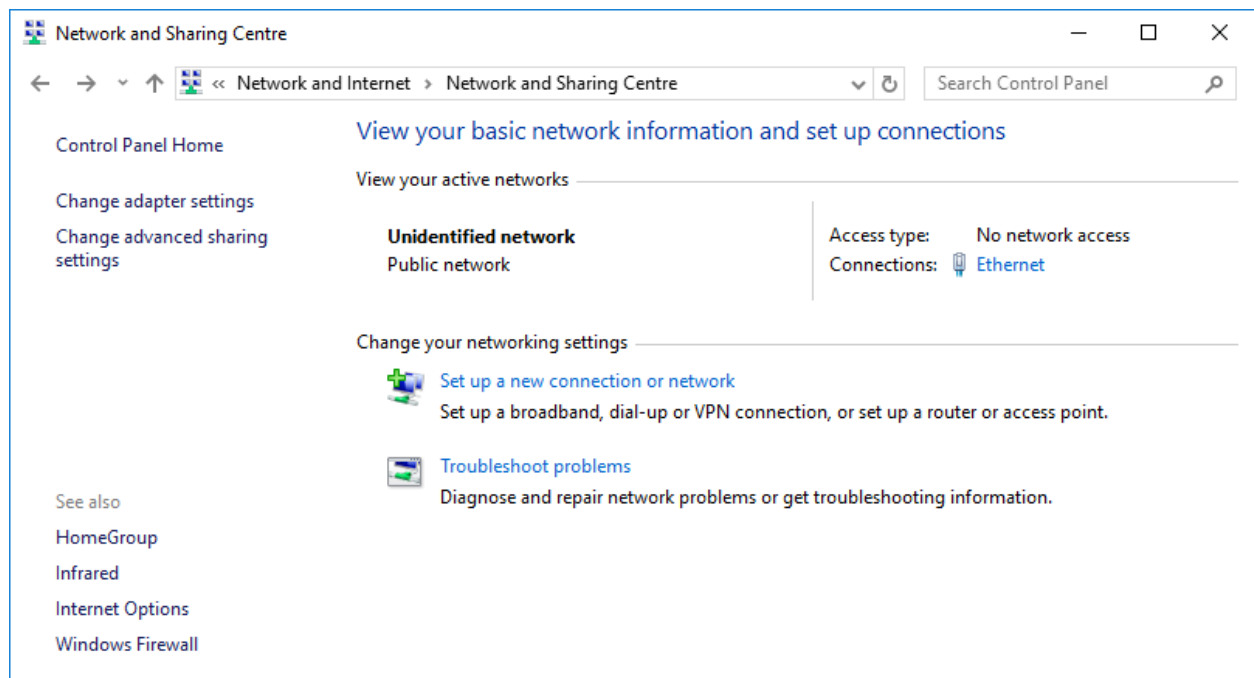 Network and Sharing Centre
« Network and Internet › Network and Sharing Centre
Search Control Panel
Control Panel Home
Change adapter settings
Change advanced sharing
settings
See also
HomeGroup
Infrared
Internet Options
Windows Firewall
View your basic network information and set up connections
View your active networks
Unidentified network
Public network
Access type: No network access
Connections: Ethernet
Change your networking settings
Set up a new connection or network
Set up a broadband, dial-up or VPN connection, or set up a router or access point.
Troubleshoot problems
Diagnose and repair network problems or get troubleshooting information.